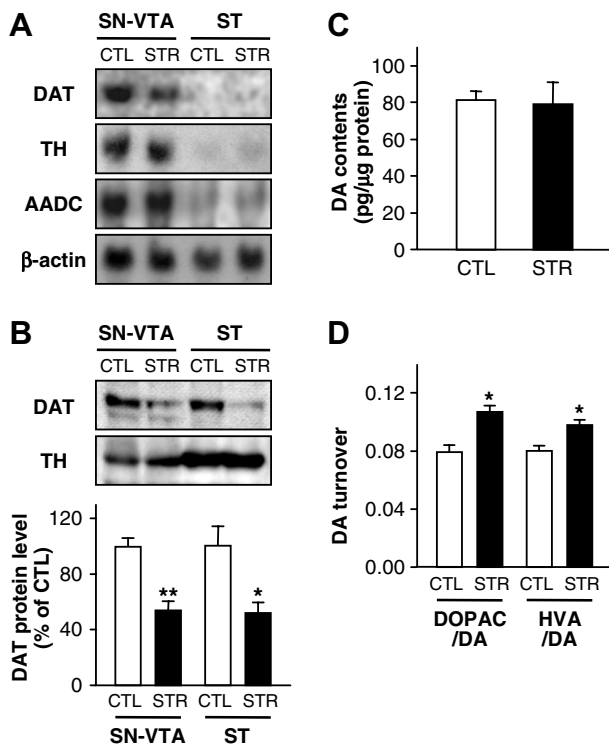 A
SN-VTA ST
CTL STR CTL STR
DAT
TH
AADC
β-actin
B
SN-VTA ST
CTL STR CTL STR
DAT
TH
DAT protein level
(% of CTL)
120
80
40
0
** *
CTL STR CTL STR
SN-VTA ST
C
DA contents
(pg/μg protein)
100
80
60
40
20
0
CTL STR
D
DA turnover
0.12
0.08
0.04
0.00
* *
CTL STR CTL STR
DOPAC HVA
/DA /DA